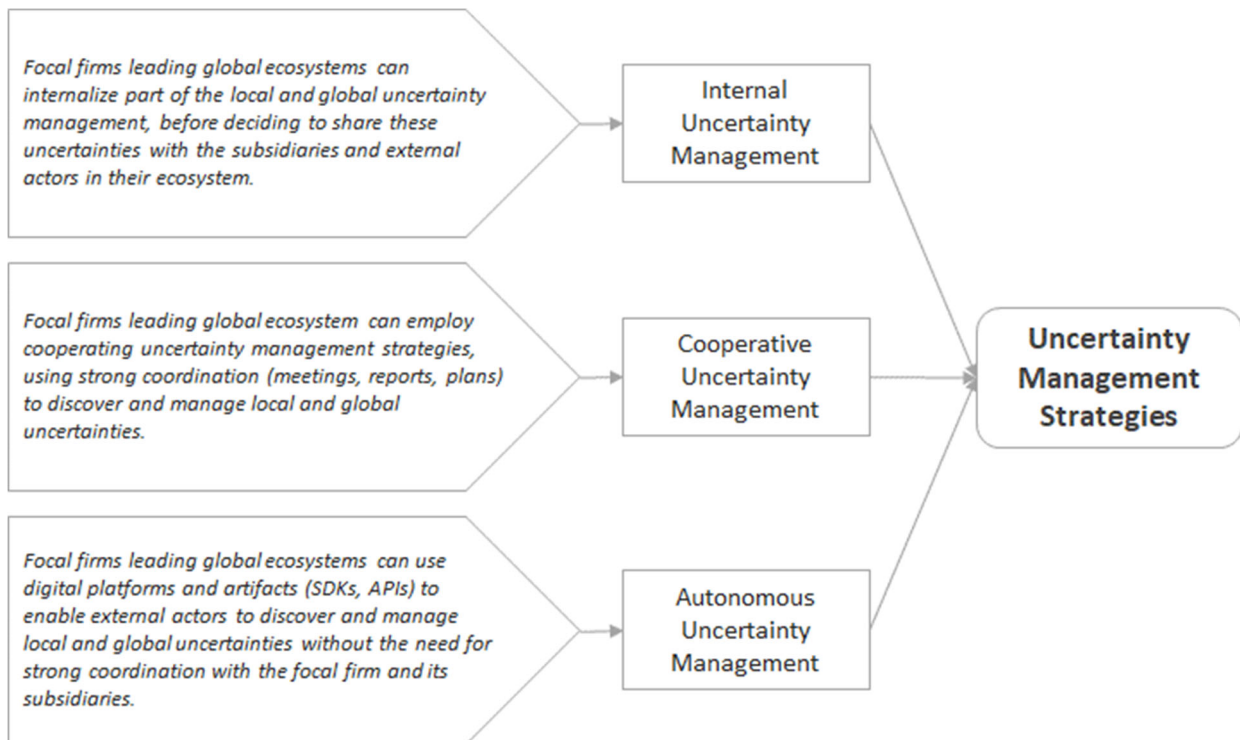 Focal firms leading global ecosystems can
internalize part of the local and global uncertainty
management, before deciding to share these
uncertainties with the subsidiaries and external
actors in their ecosystem.
Internal
Uncertainty
Management
Focal firms leading global ecosystem can employ
cooperating uncertainty management strategies,
using strong coordination (meetings, reports, plans)
to discover and manage local and global
uncertainties.
Cooperative
Uncertainty
Management
Uncertainty
Management
Strategies
Focal firms leading global ecosystems can use
digital platforms and artifacts (SDKs, APIs) to
enable external actors to discover and manage
local and global uncertainties without the need for
strong coordination with the focal firm and its
subsidiaries.
Autonomous
Uncertainty
Management